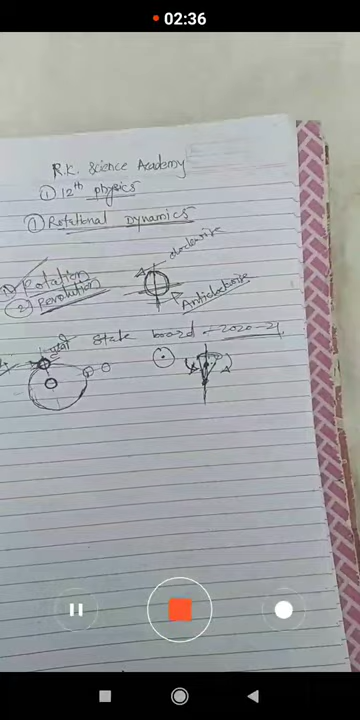 02:36
R.K. Science Academy
① 12th physics
① Rotational Dynamics
clockwise
① Rotation
② Revolution
Anticlockwise
State board - 2020-21